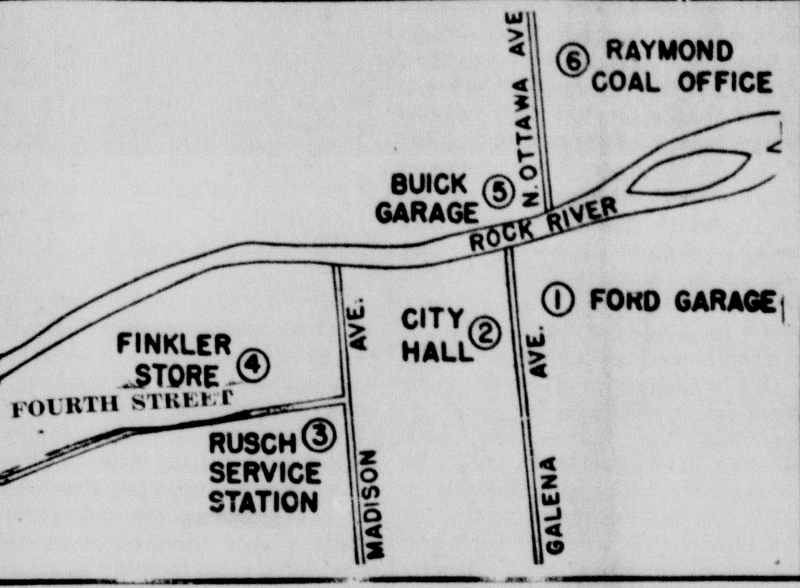 N. OTTAWA AVE
⑥ RAYMOND
COAL OFFICE
BUICK ⑤
GARAGE
ROCK RIVER
① FORD GARAGE
CITY ②
HALL
FINKLER ④
STORE
FOURTH STREET
RUSCH ③
SERVICE
STATION
MADISON AVE.
GALENA AVE.